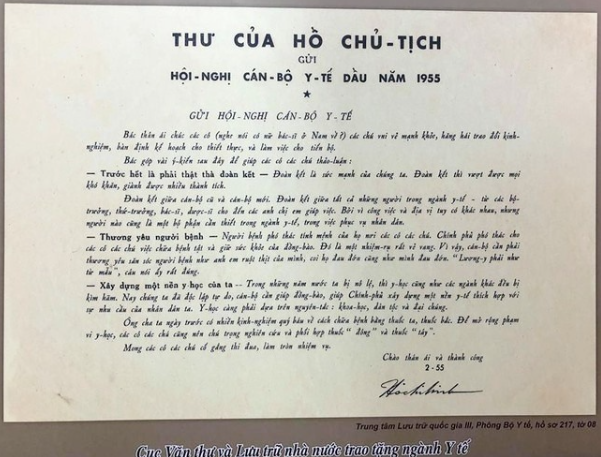 THƯ CỦA HỒ CHỦ-TỊCH
GỬI
HỘI-NGHỊ CÁN-BỘ Y-TẾ ĐẦU NĂM 1955
GỬI HỘI-NGHỊ CÁN-BỘ Y-TẾ
Bác thân ái chúc các cô (nghe nói có nữ bác-sĩ ở Nam về?) các chú vui vẻ mạnh khỏe, hăng hái trao đổi kinh-
nghiệm, bàn định kế hoạch cho thiết thực, và làm việc cho tiến bộ.
Bác góp vài ý-kiến sau đây để giúp các cô các chú thảo-luận:
— Trước hết là phải thật thà đoàn kết — Đoàn kết là sức mạnh của chúng ta. Đoàn kết thì vượt được mọi
khó khăn, giành được nhiều thành tích.
Đoàn kết giữa cán-bộ cũ và cán-bộ mới. Đoàn kết giữa tất cả những người trong ngành y-tế - từ các bộ-
trưởng, thứ-trưởng, bác-sĩ, dược-sĩ cho đến các anh chị em giúp việc. Bởi vì công việc và địa vị tuy có khác nhau, nhưng
người nào cũng là một bộ phận cần thiết trong ngành y-tế, trong việc phục vụ nhân dân.
— Thương yêu người bệnh — Người bệnh phó thác tính mệnh của họ nơi các cô các chú. Chính phủ phó thác cho
các cô các chú việc chữa bệnh tật và giữ sức khỏe của đồng-bào. Đó là một nhiệm-vụ rất vẻ vang. Vì vậy, cán-bộ cần phải
thương yêu săn sóc người bệnh như anh em ruột thịt của mình, coi họ đau đớn cũng như mình đau đớn. "Lương-y phải như
từ mẫu", câu nói ấy rất đúng.
— Xây dựng một nền y học của ta — Trong những năm nước ta bị nô lệ, thì y-học cũng như các ngành khác đều bị
kìm hãm. Nay chúng ta đã độc lập tự do, cán-bộ cần giúp đồng-bào, giúp Chính-phủ xây dựng một nền y-tế thích hợp với
sự nhu cầu của nhân dân ta. Y-học càng phải dựa trên nguyên-tắc: khoa-học, dân tộc và đại chúng.
Ông cha ta ngày trước có nhiều kinh-nghiệm quý báu về cách chữa bệnh bằng thuốc ta, thuốc bắc. Để mở rộng phạm
vi y-học, các cô các chú cũng nên chú trọng nghiên cứu và phối hợp thuốc "đông" và thuốc "tây".
Mong các cô các chú cố gắng thi đua, làm tròn nhiệm vụ.
Chào thân ái và thành công
2-55
Trung tâm Lưu trữ quốc gia III, Phông Bộ Y tế, hồ sơ 217, tờ 08
Cục Văn thư và Lưu trữ nhà nước trao tặng ngành Y tế